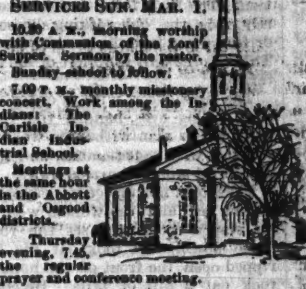 SERVICES SUN. MAR. 1.
10.30 A. M., morning worship
with Communion of the Lord's
Supper. Sermon by the pastor.
Sunday-school to follow.
7.00 P. M., monthly missionary
concert. Work among the In-
dians: The
Carlisle In-
dian Indus-
trial School.
Meetings at
the same hour
in the Abbott
and Osgood
districts.
Thursday
evening, 7.45,
the regular
prayer and conference meeting.